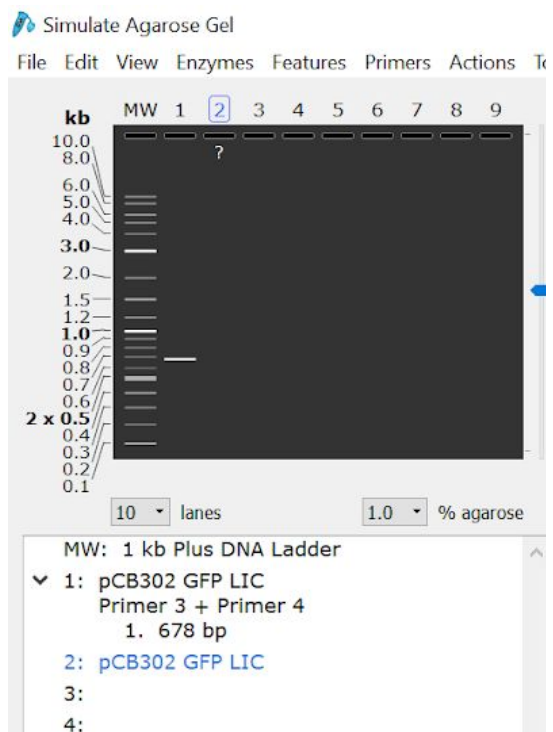 Simulate Agarose Gel
File Edit View Enzymes Features Primers Actions
kb MW 1 2 3 4 5 6 7 8 9
10.0
8.0
?
6.0
5.0
4.0
3.0
2.0
1.5
1.2
1.0
0.9
0.8
0.7
0.6
2 x 0.5
0.4
0.3
0.2
0.1
10 lanes 1.0 % agarose
MW: 1 kb Plus DNA Ladder
1: pCB302 GFP LIC
Primer 3 + Primer 4
1. 678 bp
2: pCB302 GFP LIC
3:
4: